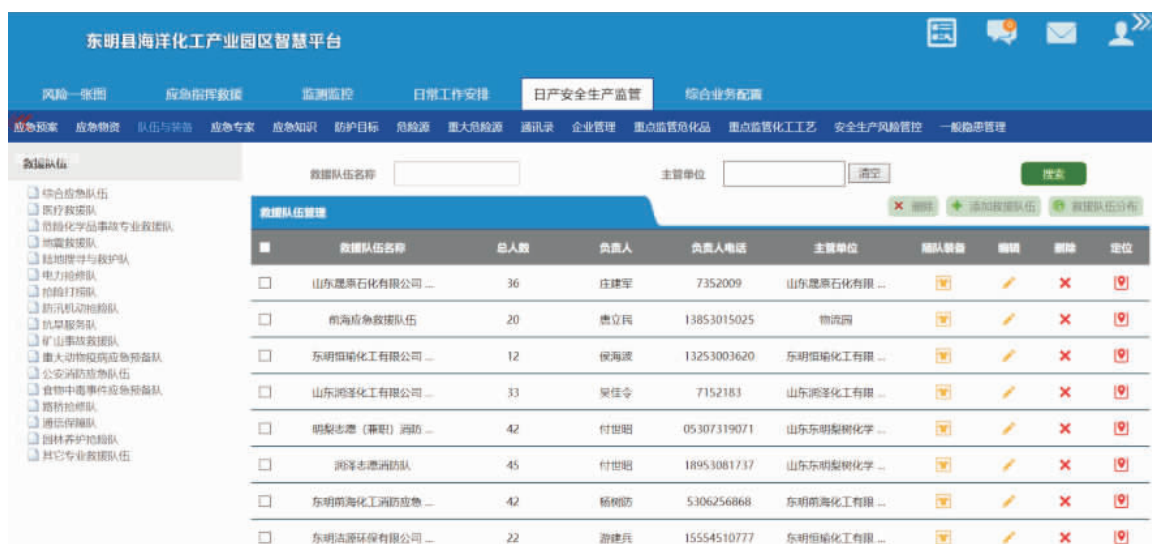 东明县海洋化工产业园区智慧平台
风险一张图 应急指挥救援 监测监控 日常工作安排 日产安全生产监管 综合业务配置
应急预案 应急物资 队伍与装备 应急专家 应急知识 防护目标 危险源 重大危险源 通讯录 企业管理 重点监管危化品 重点监管化工工艺 安全生产风险管控 一般隐患管理
救援队伍
救援队伍名称 主管单位 清空 搜索
综合应急队伍
医疗救援队
危险化学品事故专业救援队
地震救援队
陆地搜寻与救护队
电力抢修队
抢险打捞队
防汛机动抢险队
抗旱服务队
矿山事故救援队
重大动物疫病应急预备队
公安消防应急队伍
食物中毒事件应急预备队
路桥抢修队
通信保障队
园林养护抢险队
其它专业救援队伍
救援队伍管理 删除 添加救援队伍 救援队伍分布
救援队伍名称 总人数 负责人 负责人电话 主管单位 随队装备 编辑 删除 定位
山东晟原石化有限公司 ... 36 庄建军 7352009 山东晟原石化有限 ...
前海应急救援队伍 20 曹立民 13853015025 物流园
东明恒瑜化工有限公司 ... 12 侯海波 13253003620 东明恒瑜化工有限 ...
山东润泽化工有限公司 ... 33 吴佳令 7152183 山东润泽化工有限 ...
明梨志愿（兼职）消防 ... 42 付世昭 05307319071 山东东明梨树化学 ...
润泽志愿消防队 45 付世昭 18953081737 山东东明梨树化学 ...
东明前海化工消防应急 ... 42 杨树防 5306256868 东明前海化工有限 ...
东明洁源环保有限公司 ... 22 游建兵 15554510777 东明恒瑜化工有限 ...